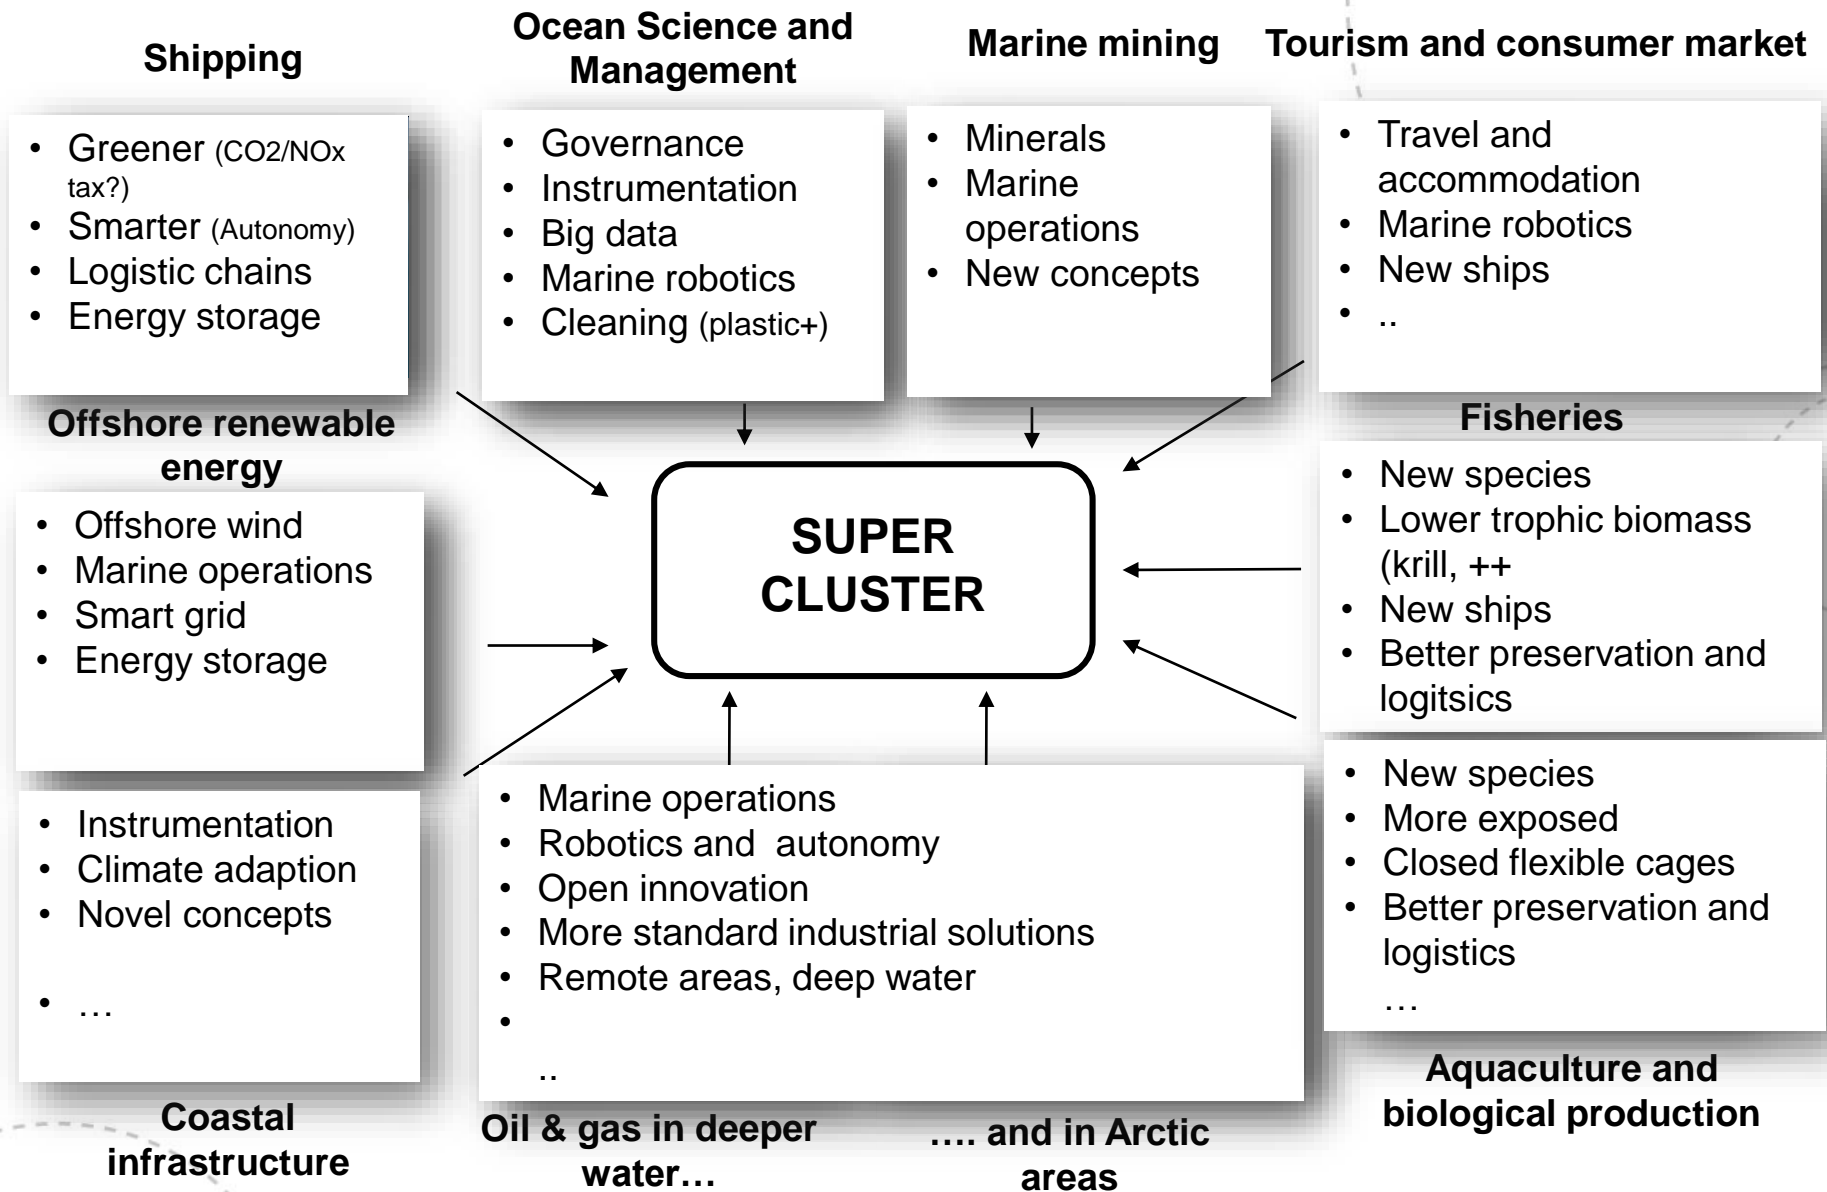 Shipping
• Greener (CO2/NOx
tax?)
• Smarter (Autonomy)
• Logistic chains
• Energy storage
Ocean Science and
Management
• Governance
• Instrumentation
• Big data
• Marine robotics
• Cleaning (plastic+)
Marine mining
• Minerals
• Marine
operations
• New concepts
Tourism and consumer market
• Travel and
accommodation
• Marine robotics
• New ships
• ..
Offshore renewable
energy
• Offshore wind
• Marine operations
• Smart grid
• Energy storage
SUPER
CLUSTER
Fisheries
• New species
• Lower trophic biomass
(krill, ++
• New ships
• Better preservation and
logitsics
• Instrumentation
• Climate adaption
• Novel concepts
• …
Coastal
infrastructure
• Marine operations
• Robotics and  autonomy
• Open innovation
• More standard industrial solutions
• Remote areas, deep water
•
..
Oil & gas in deeper
water…
…. and in Arctic
areas
• New species
• More exposed
• Closed flexible cages
• Better preservation and
logistics
…
Aquaculture and
biological production